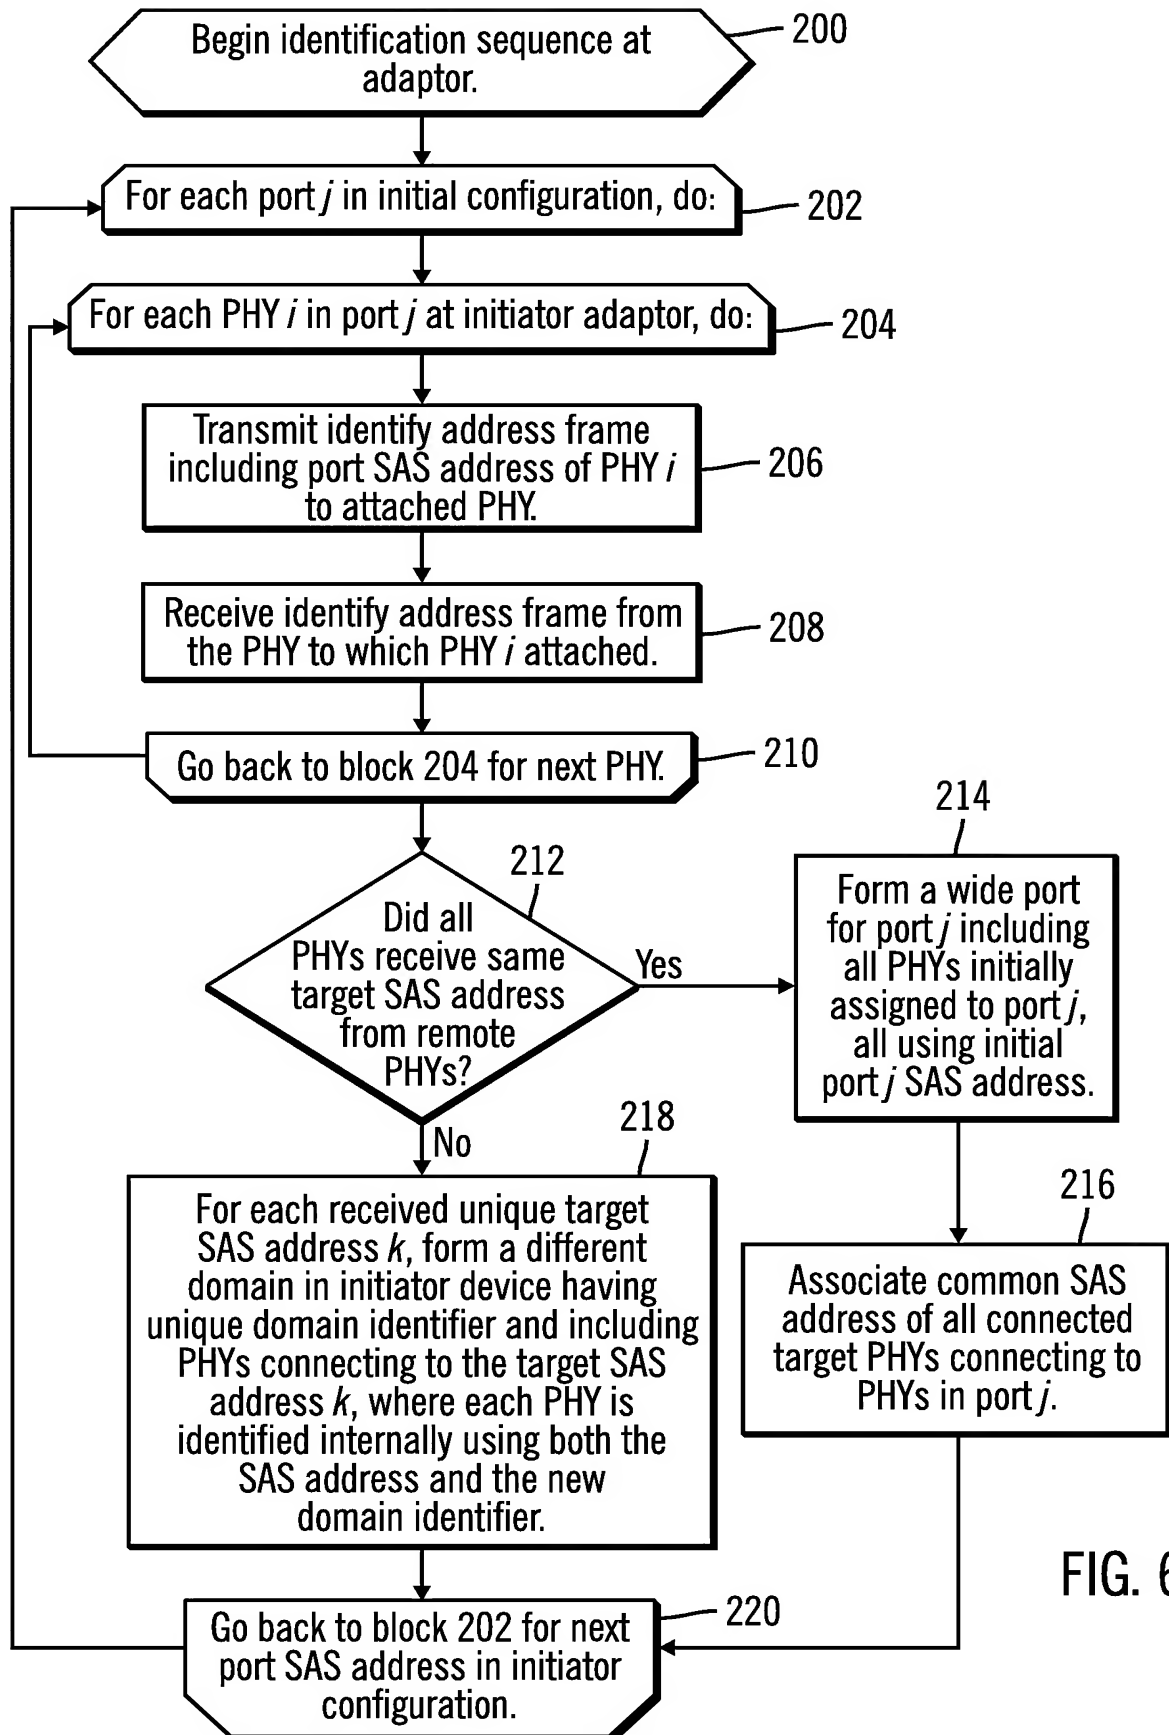 Begin identification sequence at
adaptor.
200
For each port j in initial configuration, do:
202
For each PHY i in port j at initiator adaptor, do:
204
Transmit identify address frame
including port SAS address of PHY i
to attached PHY.
206
Receive identify address frame from
the PHY to which PHY i attached.
208
Go back to block 204 for next PHY.
210
212
Did all
PHYs receive same
target SAS address
from remote
PHYs?
Yes
No
214
Form a wide port
for port j including
all PHYs initially
assigned to port j,
all using initial
port j SAS address.
216
Associate common SAS
address of all connected
target PHYs connecting to
PHYs in port j.
218
For each received unique target
SAS address k, form a different
domain in initiator device having
unique domain identifier and including
PHYs connecting to the target SAS
address k, where each PHY is
identified internally using both the
SAS address and the new
domain identifier.
220
Go back to block 202 for next
port SAS address in initiator
configuration.
FIG. 6